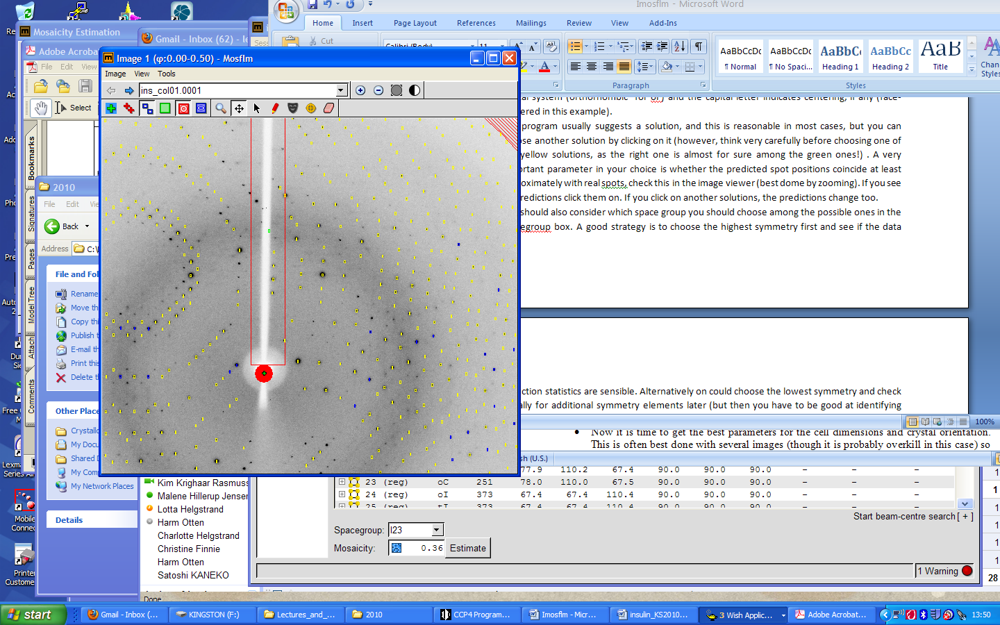 Imosflm - Microsoft Word
Mosaicity Estimation
Gmail - Inbox (62) - le
Home
Insert
Page Layout
References
Mailings
Review
View
Add-Ins
Adobe Acrobat
File
Edit
View
Cut
Calibri (Body)
11
AaBbCcDc
AaBbCcDc
AaBbCc
AaBbCc
AaB
¶ Normal
¶ No Spaci...
Heading 1
Heading 2
Title
Chan
Styles
Paragraph
Styles
Select
Image 1 (φ:0.00-0.50) - Mosflm
Image
View
Tools
ins_col01.0001
al system (orthorhombic for oF) and the capital letter indicates centering, if any (face-
ered in this example).
program usually suggests a solution, and this is reasonable in most cases, but you can
ose another solution by clicking on it (however, think very carefully before choosing one of
yellow solutions, as the right one is almost for sure among the green ones!) . A very
ortant parameter in your choice is whether the predicted spot positions coincide at least
oximately with real spots, check this in the image viewer (best dome by zooming). If you see
redictions click them on. If you click on another solutions, the predictions change too.
should also consider which space group you should choose among the possible ones in the
egroup box. A good strategy is to choose the highest symmetry first and see if the data
ction statistics are sensible. Alternatively on could choose the lowest symmetry and check
ally for additional symmetry elements later (but then you have to be good at identifying
100%
Now it is time to get the best parameters for the cell dimensions and crystal orientation.
This is often best done with several images (though it is probably overkill in this case) so
sh (U.S.)
Bookmarks
Signatures
Pages
Model Tree
Attach
Comments
2010
File
Edit
Vi
Back
Address
C:\
File and Fol
Rename
Move th
Copy thi
Publish t
E-mail th
Print this
Delete th
Other Place
Crystallo
My Docu
Shared D
My Comp
My Network Places
Details
Kim Krighaar Rasmuss
Malene Hillerup Jensen
Lotta Helgstrand
Harm Otten
Charlotte Helgstrand
Christine Finnie
Harm Otten
Satoshi KANEKO
Done
77.9 110.2 67.4 90.0 90.0 90.0 - - -
23 (reg) oC 251 78.0 110.0 67.5 90.0 90.0 90.0 - - -
24 (reg) oI 373 67.4 67.4 110.4 90.0 90.0 90.0 - - -
25 (reg) tI 373 67.4 67.4 110.4 90.0 90.0 90.0 - - -
Start beam-centre search [ + ]
Spacegroup:
I23
Mosaicity:
0.36
Estimate
1 Warning
28
Mobile
Connec
Printer
Custome
start
Gmail - Inbox (...
KINGSTON (F:)
Lectures_and_...
2010
CCP4 Program...
Imosflm - Micr...
insulin_KS2010...
3 Wish Applic...
Adobe Acrobat...
13:50